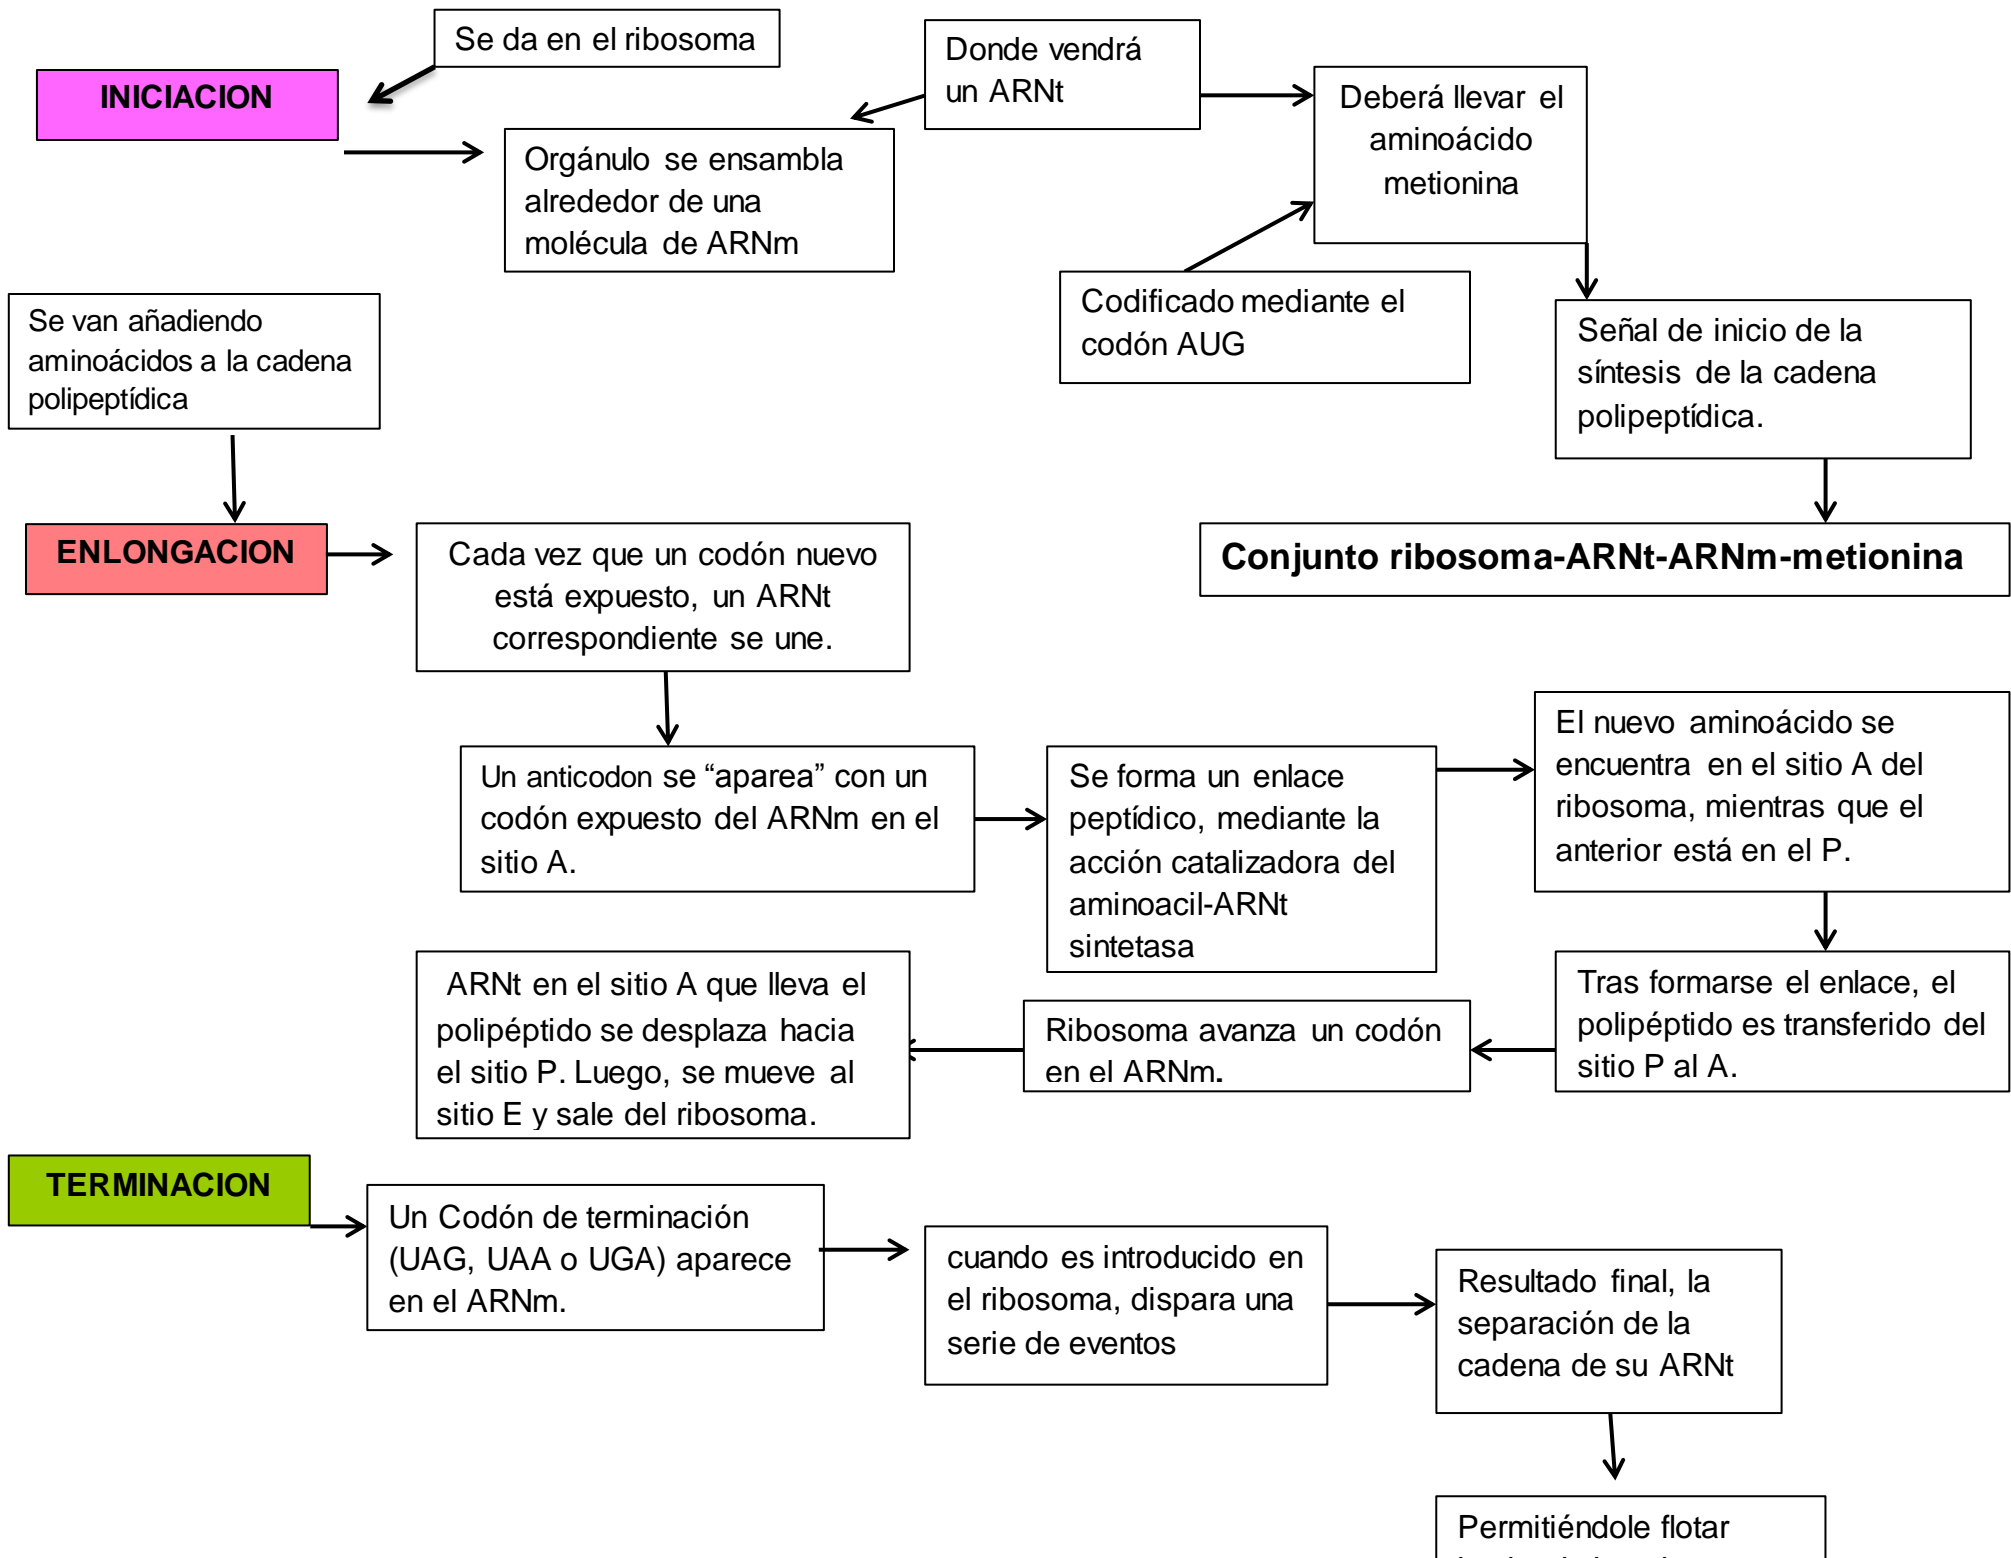 Se da en el ribosoma
INICIACION
Donde vendrá
un ARNt
Deberá llevar el
aminoácido
metionina
Orgánulo se ensambla
alrededor de una
molécula de ARNm
Codificado mediante el
codón AUG
Señal de inicio de la
síntesis de la cadena
polipeptídica.
Conjunto ribosoma-ARNt-ARNm-metionina
Se van añadiendo
aminoácidos a la cadena
polipeptídica
ENLONGACION
Cada vez que un codón nuevo
está expuesto, un ARNt
correspondiente se une.
Un anticodon se “aparea” con un
codón expuesto del ARNm en el
sitio A.
Se forma un enlace
peptídico, mediante la
acción catalizadora del
aminoacil-ARNt
sintetasa
El nuevo aminoácido se
encuentra en el sitio A del
ribosoma, mientras que el
anterior está en el P.
Tras formarse el enlace, el
polipéptido es transferido del
sitio P al A.
Ribosoma avanza un codón
en el ARNm.
ARNt en el sitio A que lleva el
polipéptido se desplaza hacia
el sitio P. Luego, se mueve al
sitio E y sale del ribosoma.
TERMINACION
Un Codón de terminación
(UAG, UAA o UGA) aparece
en el ARNm.
cuando es introducido en
el ribosoma, dispara una
serie de eventos
Resultado final, la
separación de la
cadena de su ARNt
Permitiéndole flotar